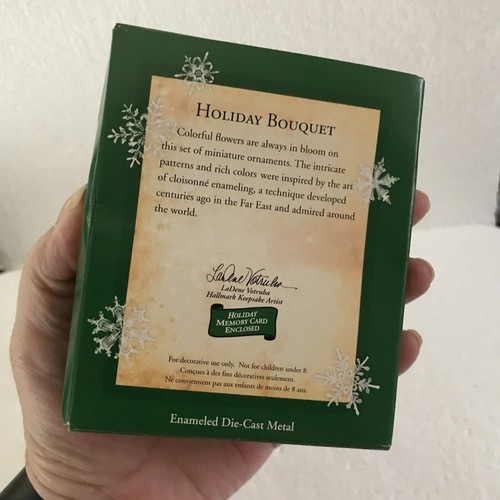 Holiday Bouquet
Colorful flowers are always in bloom on
this set of miniature ornaments. The intricate
patterns and rich colors were inspired by the art
of cloisonné enameling, a technique developed
centuries ago in the Far East and admired around
the world.
LaDene Votruba
LaDene Votruba
Hallmark Keepsake Artist
Holiday
Memory Card
Enclosed
For decorative use only. Not for children under 8.
Conçues à des fins décoratives seulement.
Ne conviennent pas aux enfants de moins de 8 ans.
Enameled Die-Cast Metal